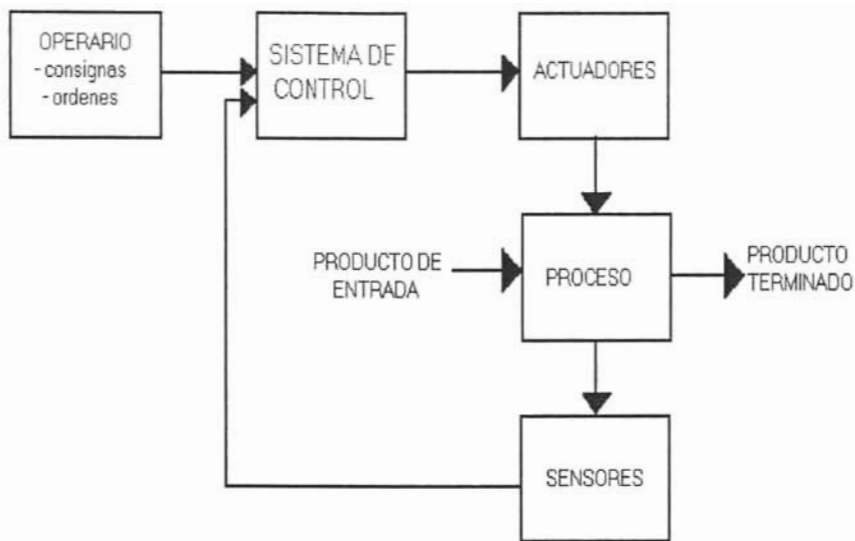 OPERARIO
- consignas
- ordenes
SISTEMA DE
CONTROL
ACTUADORES
PRODUCTO DE
ENTRADA
PROCESO
PRODUCTO
TERMINADO
SENSORES